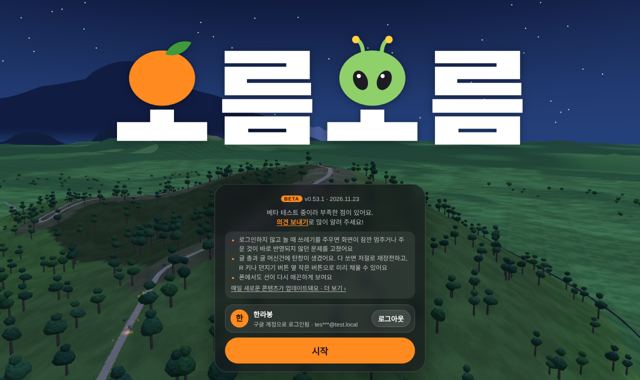 오름오름
BETA v0.53.1 · 2026.11.23
베타 테스트 중이라 부족한 점이 있어요.
의견 보내기로 많이 알려 주세요!
• 로그인하지 않고 놀 때 쓰레기를 주우면 화면이 잠깐 멈추거나 주
운 것이 바로 반영되지 않던 문제를 고쳤어요
• 귤 총과 귤 머신건에 탄창이 생겼어요. 다 쓰면 저절로 재장전하고,
R 키나 던지기 버튼 옆 작은 버튼으로 미리 채울 수 있어요
• 폰에서도 선이 다시 매끈하게 보여요
매일 새로운 콘텐츠가 업데이트돼요 · 더 보기 ›
한
한라봉
구글 계정으로 로그인됨 · tes***@test.local
로그아웃
시작